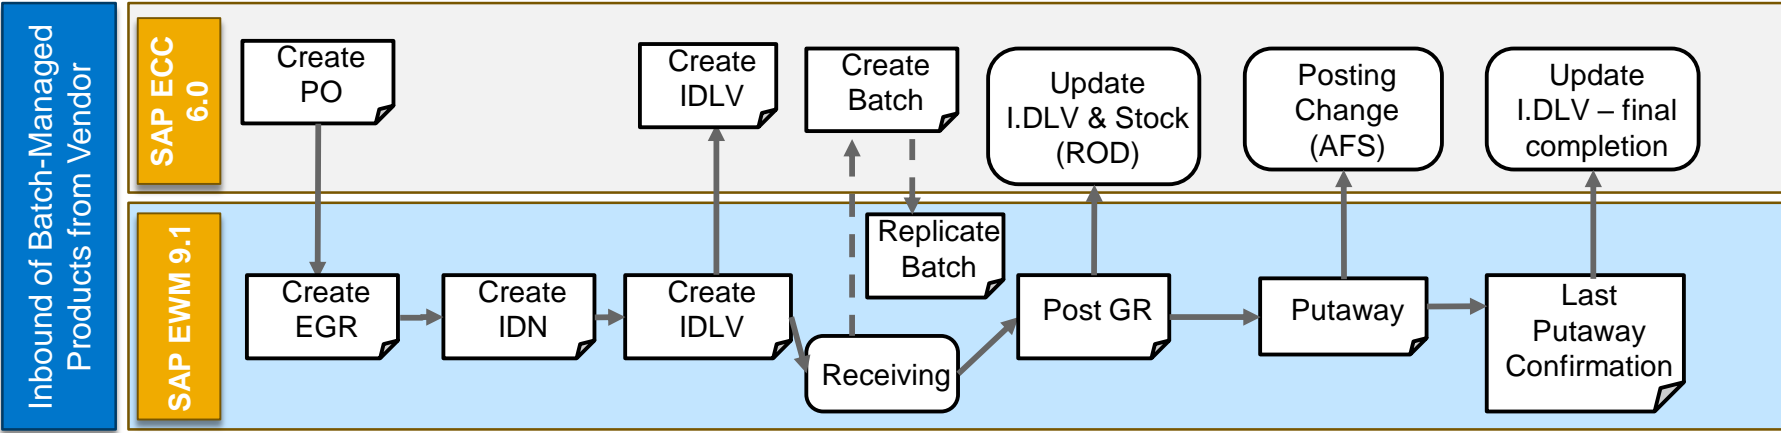 Inbound of Batch-Managed
Products from Vendor
SAP ECC
6.0
Create
PO
Create
IDLV
Create
Batch
Update
I.DLV & Stock
(ROD)
Posting
Change
(AFS)
Update
I.DLV – final
completion
SAP EWM 9.1
Create
EGR
Create
IDN
Create
IDLV
Receiving
Replicate
Batch
Post GR
Putaway
Last
Putaway
Confirmation